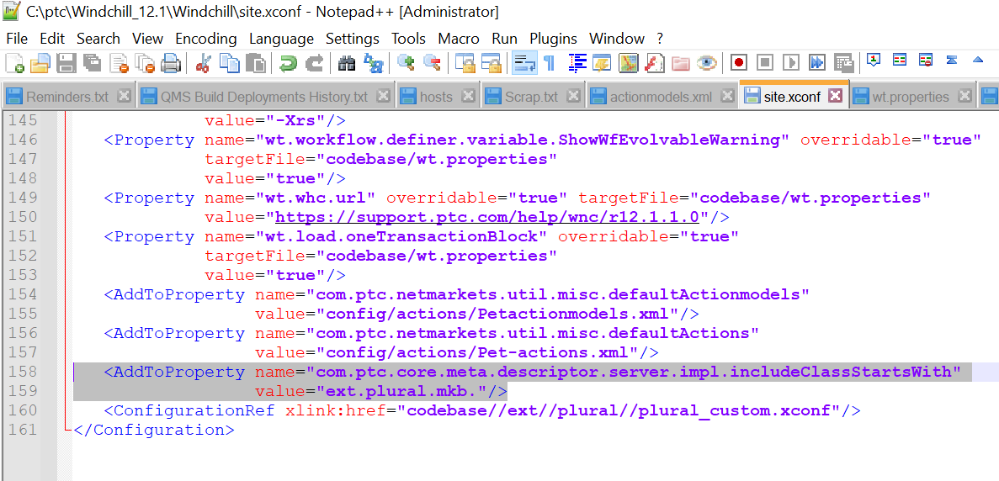 C:\ptc\Windchill_12.1\Windchill\site.xconf - Notepad++ [Administrator]
File Edit Search View Encoding Language Settings Tools Macro Run Plugins Window ?
Reminders.txt QMS Build Deployments History.txt hosts Scrap.txt actionmodels.xml site.xconf wt.properties
145 value="-Xrs"/>
146 <Property name="wt.workflow.definer.variable.ShowWfEvolvableWarning" overridable="true"
147 targetFile="codebase/wt.properties"
148 value="true"/>
149 <Property name="wt.whc.url" overridable="true" targetFile="codebase/wt.properties"
150 value="https://support.ptc.com/help/wnc/r12.1.1.0"/>
151 <Property name="wt.load.oneTransactionBlock" overridable="true"
152 targetFile="codebase/wt.properties"
153 value="true"/>
154 <AddToProperty name="com.ptc.netmarkets.util.misc.defaultActionmodels"
155 value="config/actions/Petactionmodels.xml"/>
156 <AddToProperty name="com.ptc.netmarkets.util.misc.defaultActions"
157 value="config/actions/Pet-actions.xml"/>
158 <AddToProperty name="com.ptc.core.meta.descriptor.server.impl.includeClassStartsWith"
159 value="ext.plural.mkb."/>
160 <ConfigurationRef xlink:href="codebase//ext//plural//plural_custom.xconf"/>
161 </Configuration>